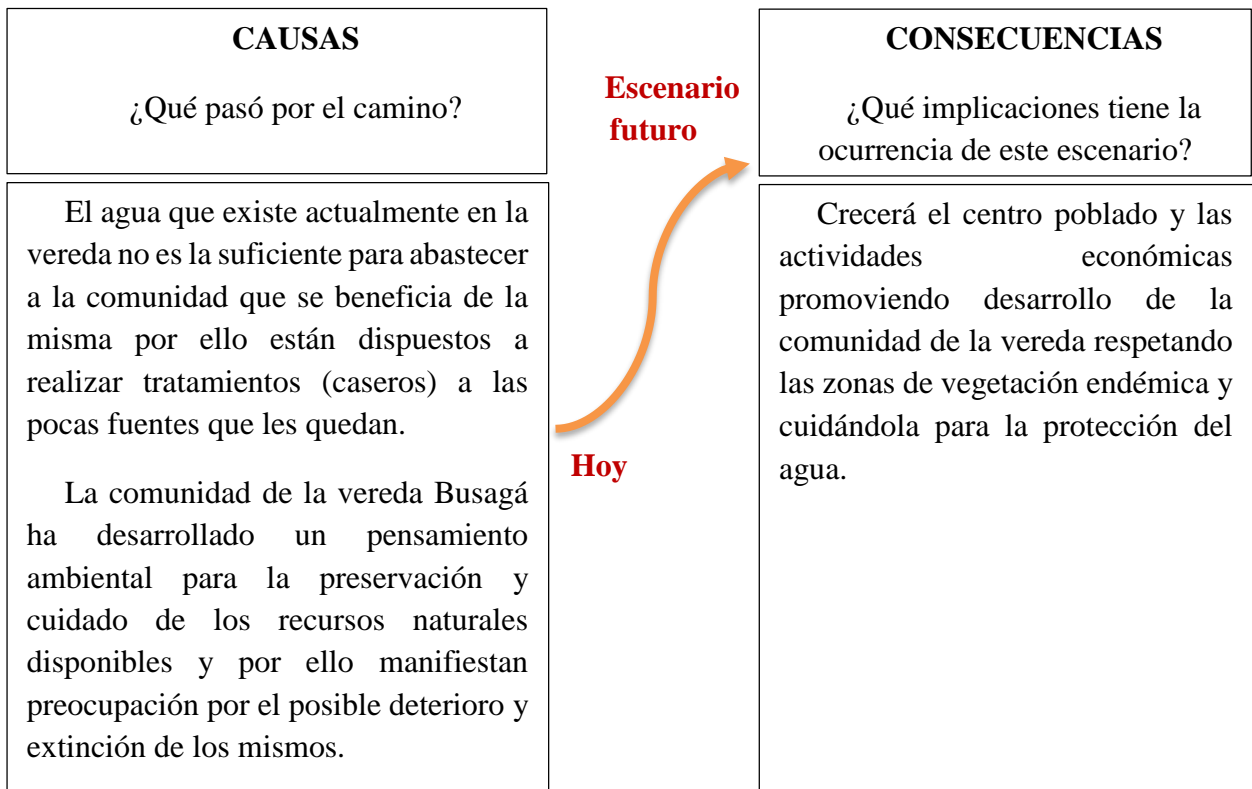 CAUSAS
¿Qué pasó por el camino?
El agua que existe actualmente en la
vereda no es la suficiente para abastecer
a la comunidad que se beneficia de la
misma por ello están dispuestos a
realizar tratamientos (caseros) a las
pocas fuentes que les quedan.
La comunidad de la vereda Busagá
ha desarrollado un pensamiento
ambiental para la preservación y
cuidado de los recursos naturales
disponibles y por ello manifiestan
preocupación por el posible deterioro y
extinción de los mismos.
Escenario
futuro
Hoy
CONSECUENCIAS
¿Qué implicaciones tiene la
ocurrencia de este escenario?
Crecerá el centro poblado y las
actividades económicas
promoviendo desarrollo de la
comunidad de la vereda respetando
las zonas de vegetación endémica y
cuidándola para la protección del
agua.